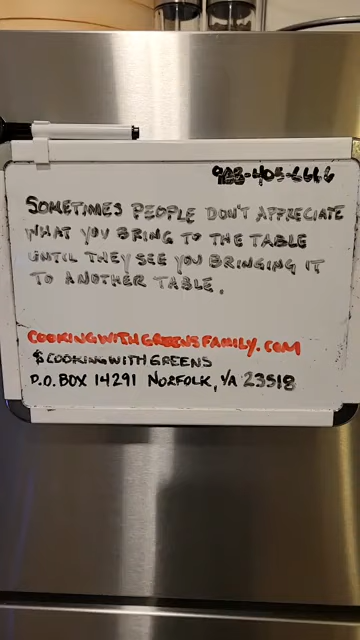 SOMETIMES PEOPLE DON'T APPRECIATE
WHAT YOU BRING TO THE TABLE
UNTIL THEY SEE YOU BRINGING IT
TO ANOTHER TABLE.
COOKINGWITHGREENSFAMILY.COM
$COOKINGWITHGREENS
P.O. BOX 14291 NORFOLK, VA 23518